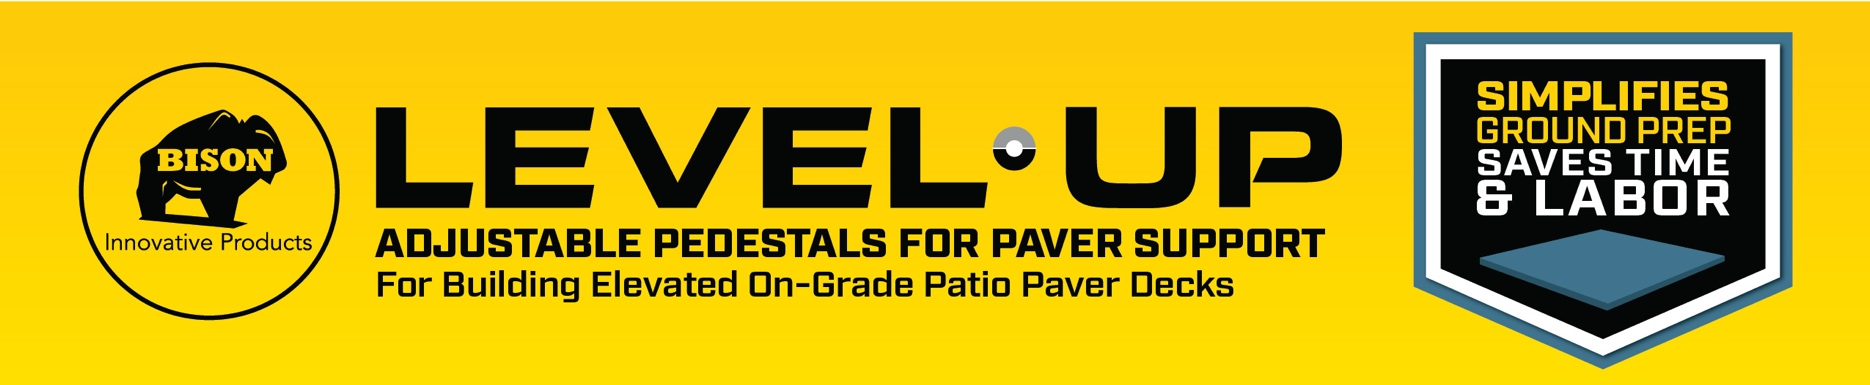 BISON
Innovative Products
LEVEL·UP
ADJUSTABLE PEDESTALS FOR PAVER SUPPORT
For Building Elevated On-Grade Patio Paver Decks
SIMPLIFIES
GROUND PREP
SAVES TIME
& LABOR